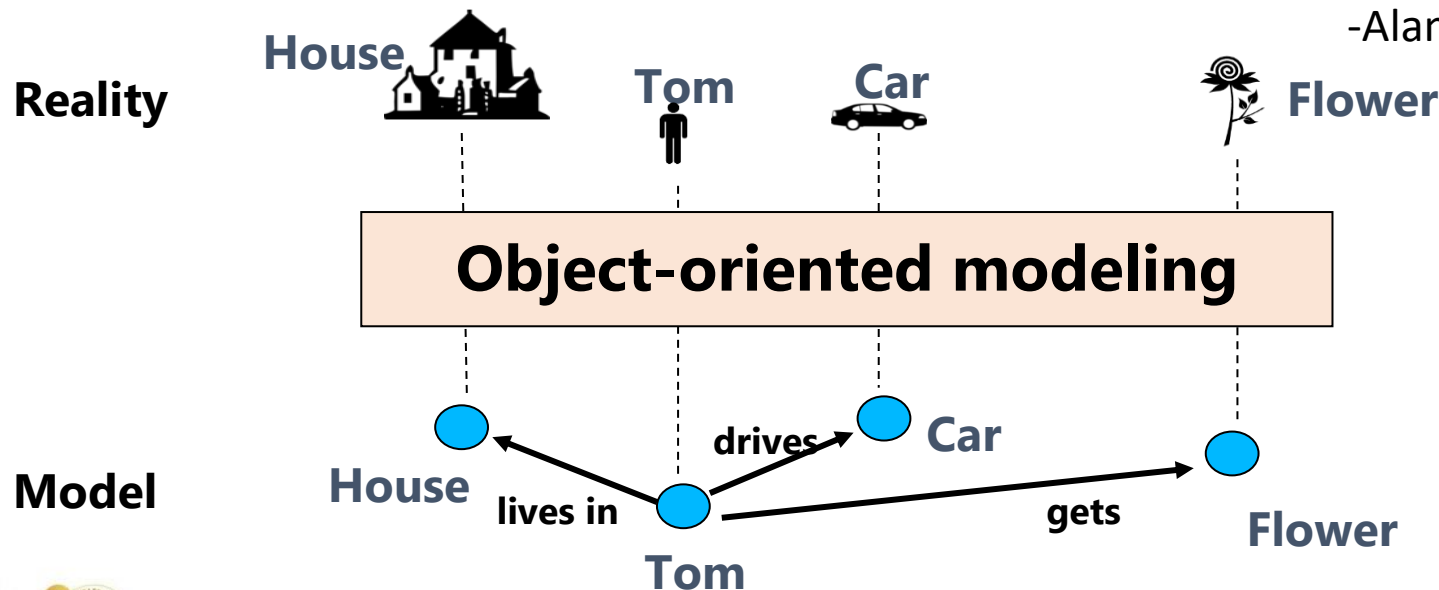 -Alan
House
Tom
Car
Reality
Flower
Object-oriented modeling
drives
Car
House
Model
lives in
gets
Flower
Tom